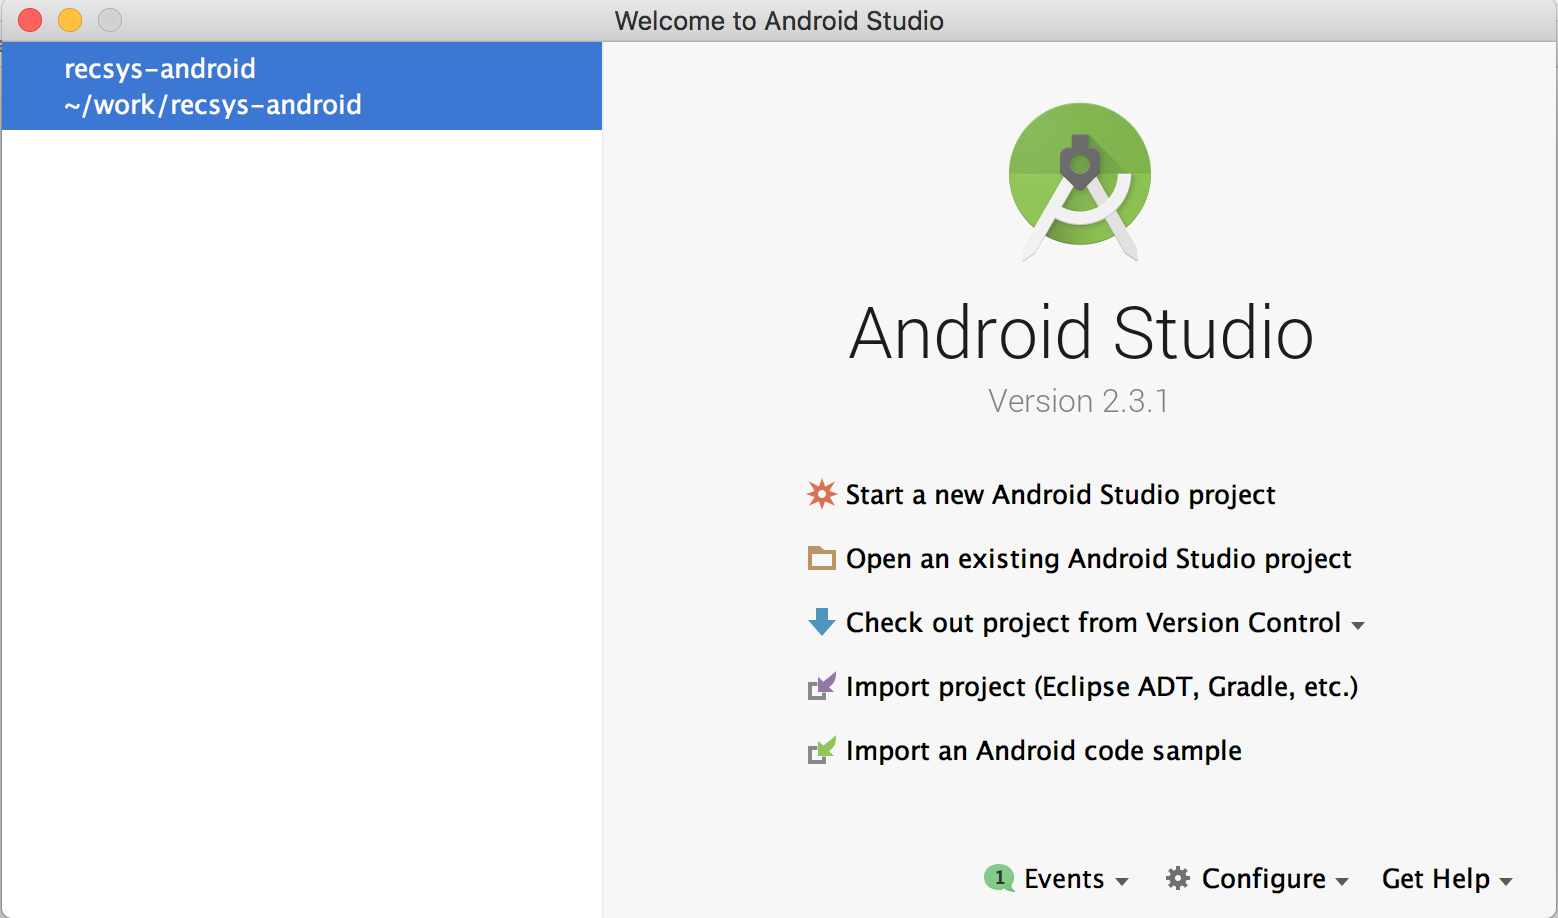 Welcome to Android Studio
recsys-android
~/work/recsys-android
Android Studio
Version 2.3.1
Start a new Android Studio project
Open an existing Android Studio project
Check out project from Version Control
Import project (Eclipse ADT, Gradle, etc.)
Import an Android code sample
1 Events Configure Get Help